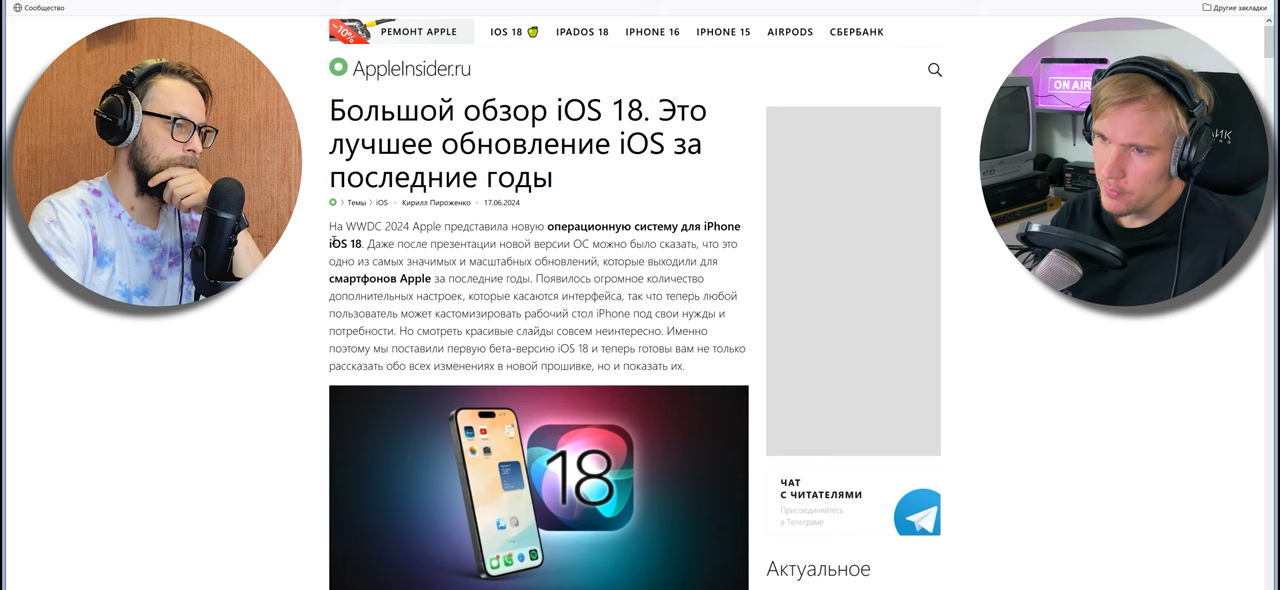 Сообщество
Другие закладки
-10%
РЕМОНТ APPLE
IOS 18
IPADOS 18
IPHONE 16
IPHONE 15
AIRPODS
СБЕРБАНК
AppleInsider.ru
Большой обзор iOS 18. Это
лучшее обновление iOS за
последние годы
Темы
iOS
Кирилл Пироженко
17.06.2024
На WWDC 2024 Apple представила новую операционную систему для iPhone
iOS 18. Даже после презентации новой версии ОС можно было сказать, что это
одно из самых значимых и масштабных обновлений, которые выходили для
смартфонов Apple за последние годы. Появилось огромное количество
дополнительных настроек, которые касаются интерфейса, так что теперь любой
пользователь может кастомизировать рабочий стол iPhone под свои нужды и
потребности. Но смотреть красивые слайды совсем неинтересно. Именно
поэтому мы поставили первую бета-версию iOS 18 и теперь готовы вам не только
рассказать обо всех изменениях в новой прошивке, но и показать их.
18
ЧАТ
С ЧИТАТЕЛЯМИ
Присоединяйтесь
в Телеграме
Актуальное
ON AIR